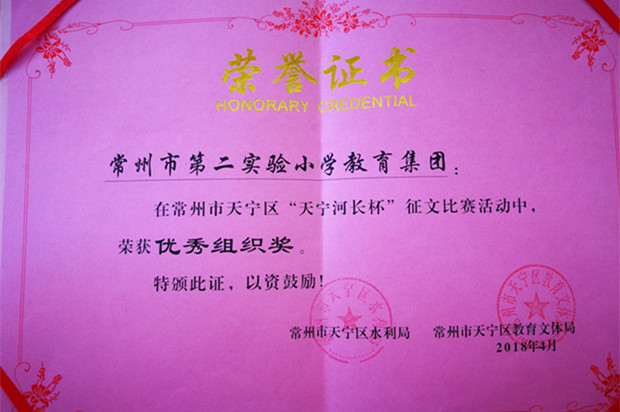 荣誉证书
HONORARY CREDENTIAL
常州市第二实验小学教育集团：
在常州市天宁区“天宁河长杯”征文比赛活动中，
荣获优秀组织奖。
特颁此证，以资鼓励！
常州市天宁区水利局 常州市天宁区教育文体局
2018年4月